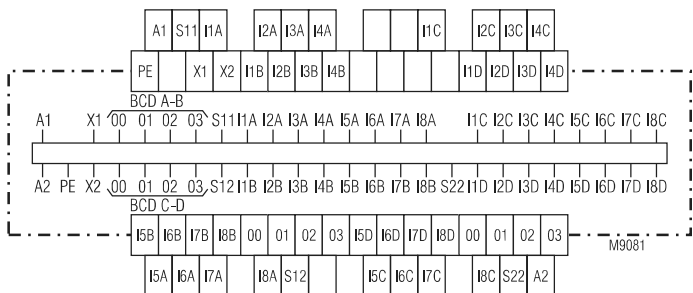 A1 S11 I1A I2A I3A I4A I1C I2C I3C I4C
PE X1 X2 I1B I2B I3B I4B I1D I2D I3D I4D
BCD A-B
A1 X1 00 01 02 03 S11 I1A I2A I3A I4A I5A I6A I7A I8A I1C I2C I3C I4C I5C I6C I7C I8C
A2 PE X2 00 01 02 03 S12 I1B I2B I3B I4B I5B I6B I7B I8B S22 I1D I2D I3D I4D I5D I6D I7D I8D
BCD C-D
I5B I6B I7B I8B 00 01 02 03 I5D I6D I7D I8D 00 01 02 03
M9081
I5A I6A I7A I8A S12 I5C I6C I7C I8C S22 A2